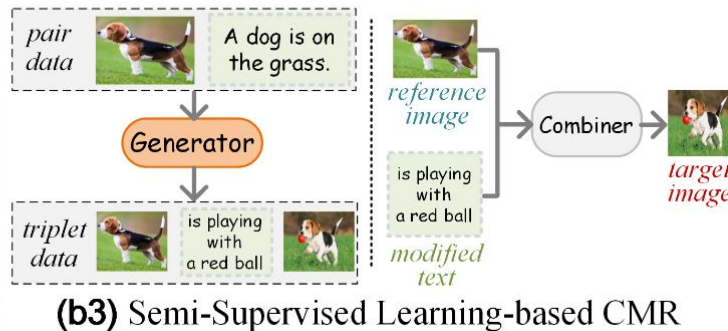 pair
data
A dog is on
the grass.
Generator
triplet
data
is playing
with
a red ball
reference
image
is playing
with
a red ball
modified
text
Combiner
target
image
(b3) Semi-Supervised Learning-based CMR